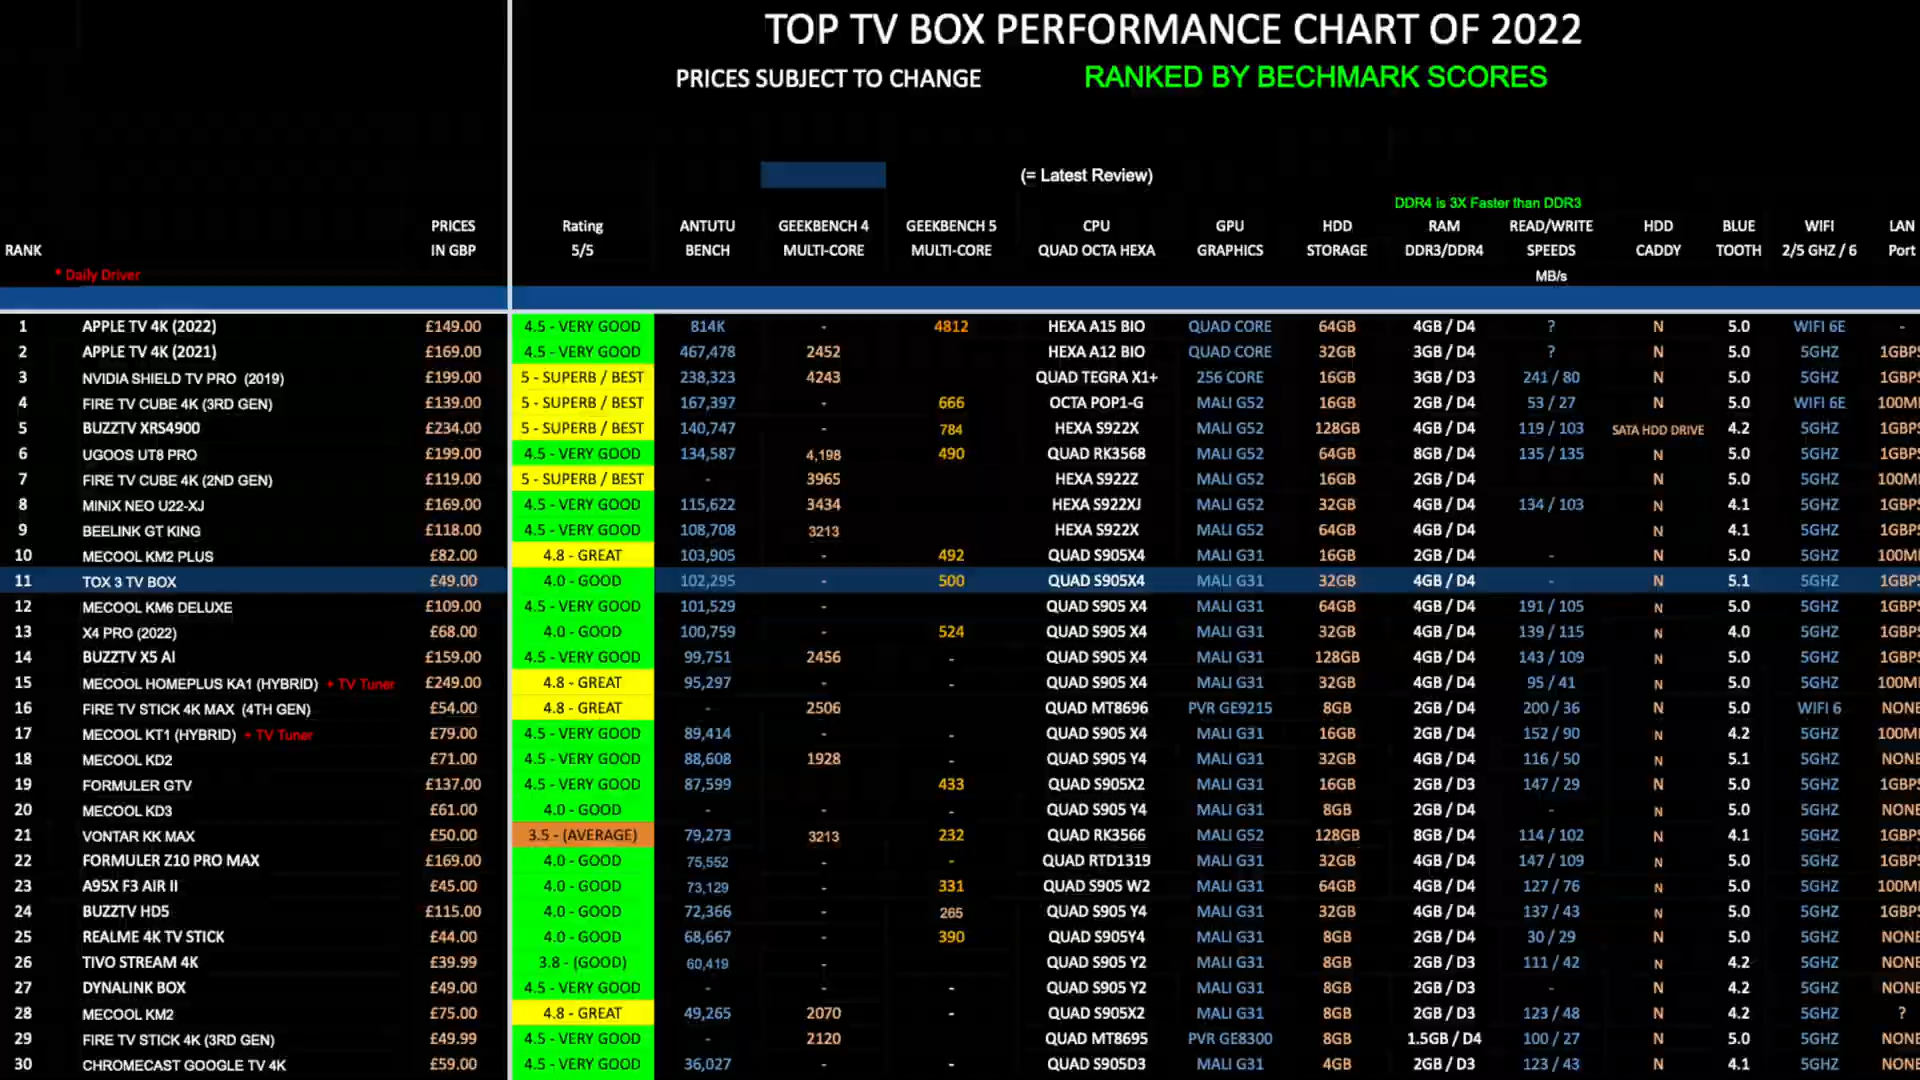 TOP TV BOX PERFORMANCE CHART OF 2022
PRICES SUBJECT TO CHANGE RANKED BY BECHMARK SCORES
(= Latest Review)
DDR4 is 3X Faster than DDR3
PRICES Rating ANTUTU GEEKBENCH 4 GEEKBENCH 5 CPU GPU HDD RAM READ/WRITE HDD BLUE WIFI LAN
RANK IN GBP 5/5 BENCH MULTI-CORE MULTI-CORE QUAD OCTA HEXA GRAPHICS STORAGE DDR3/DDR4 SPEEDS CADDY TOOTH 2/5 GHZ / 6 Port
* Daily Driver MB/s
1 APPLE TV 4K (2022) £149.00 4.5 - VERY GOOD 814K - 4812 HEXA A15 BIO QUAD CORE 64GB 4GB / D4 ? N 5.0 WIFI 6E -
2 APPLE TV 4K (2021) £169.00 4.5 - VERY GOOD 467,478 2452 HEXA A12 BIO QUAD CORE 32GB 3GB / D4 ? N 5.0 5GHZ 1GBPS
3 NVIDIA SHIELD TV PRO (2019) £199.00 5 - SUPERB / BEST 238,323 4243 QUAD TEGRA X1+ 256 CORE 16GB 3GB / D3 241 / 80 N 5.0 5GHZ 1GBPS
4 FIRE TV CUBE 4K (3RD GEN) £139.00 5 - SUPERB / BEST 167,397 - 666 OCTA POP1-G MALI G52 16GB 2GB / D4 53 / 27 N 5.0 WIFI 6E 100M
5 BUZZTV XRS4900 £234.00 5 - SUPERB / BEST 140,747 - 784 HEXA S922X MALI G52 128GB 4GB / D4 119 / 103 SATA HDD DRIVE 4.2 5GHZ 1GBPS
6 UGOOS UT8 PRO £199.00 4.5 - VERY GOOD 134,587 4,198 490 QUAD RK3568 MALI G52 64GB 8GB / D4 135 / 135 N 5.0 5GHZ 1GBPS
7 FIRE TV CUBE 4K (2ND GEN) £119.00 5 - SUPERB / BEST - 3965 HEXA S922Z MALI G52 16GB 2GB / D4 N 5.0 5GHZ 100M
8 MINIX NEO U22-XJ £169.00 4.5 - VERY GOOD 115,622 3434 HEXA S922XJ MALI G52 32GB 4GB / D4 134 / 103 N 4.1 5GHZ 1GBPS
9 BEELINK GT KING £118.00 4.5 - VERY GOOD 108,708 3213 HEXA S922X MALI G52 64GB 4GB / D4 N 4.1 5GHZ 1GBPS
10 MECOOL KM2 PLUS £82.00 4.8 - GREAT 103,905 - 492 QUAD S905X4 MALI G31 16GB 2GB / D4 - N 5.0 5GHZ 100M
11 TOX 3 TV BOX £49.00 4.0 - GOOD 102,295 - 500 QUAD S905X4 MALI G31 32GB 4GB / D4 - N 5.1 5GHZ 1GBPS
12 MECOOL KM6 DELUXE £109.00 4.5 - VERY GOOD 101,529 - QUAD S905 X4 MALI G31 64GB 4GB / D4 191 / 105 N 5.0 5GHZ 1GBPS
13 X4 PRO (2022) £68.00 4.0 - GOOD 100,759 - 524 QUAD S905 X4 MALI G31 32GB 4GB / D4 139 / 115 N 4.0 5GHZ 1GBPS
14 BUZZTV X5 AI £159.00 4.5 - VERY GOOD 99,751 2456 - QUAD S905 X4 MALI G31 128GB 4GB / D4 143 / 109 N 5.0 5GHZ 1GBPS
15 MECOOL HOMEPLUS KA1 (HYBRID) + TV Tuner £249.00 4.8 - GREAT 95,297 - - QUAD S905 X4 MALI G31 32GB 4GB / D4 95 / 41 N 5.0 5GHZ 100M
16 FIRE TV STICK 4K MAX (4TH GEN) £54.00 4.8 - GREAT - 2506 QUAD MT8696 PVR GE9215 8GB 2GB / D4 200 / 36 N 5.0 WIFI 6 NONE
17 MECOOL KT1 (HYBRID) + TV Tuner £79.00 4.5 - VERY GOOD 89,414 - - QUAD S905 X4 MALI G31 16GB 2GB / D4 152 / 90 N 4.2 5GHZ 100M
18 MECOOL KD2 £71.00 4.5 - VERY GOOD 88,608 1928 - QUAD S905 Y4 MALI G31 32GB 4GB / D4 116 / 50 N 5.1 5GHZ NONE
19 FORMULER GTV £137.00 4.5 - VERY GOOD 87,599 433 QUAD S905X2 MALI G31 16GB 2GB / D3 147 / 29 N 5.0 5GHZ 1GBPS
20 MECOOL KD3 £61.00 4.0 - GOOD - - - QUAD S905 Y4 MALI G31 8GB 2GB / D4 - N 5.0 5GHZ NONE
21 VONTAR KK MAX £50.00 3.5 - (AVERAGE) 79,273 3213 232 QUAD RK3566 MALI G52 128GB 8GB / D4 114 / 102 N 4.1 5GHZ 1GBPS
22 FORMULER Z10 PRO MAX £169.00 4.0 - GOOD 75,552 - - QUAD RTD1319 MALI G31 32GB 4GB / D4 147 / 109 N 5.0 5GHZ 1GBPS
23 A95X F3 AIR II £45.00 4.0 - GOOD 73,129 - 331 QUAD S905 W2 MALI G31 64GB 4GB / D4 127 / 76 N 5.0 5GHZ 100M
24 BUZZTV HD5 £115.00 4.0 - GOOD 72,366 - 265 QUAD S905 Y4 MALI G31 32GB 2GB / D4 137 / 43 N 5.0 5GHZ 1GBPS
25 REALME 4K TV STICK £44.00 4.0 - GOOD 68,667 - 390 QUAD S905Y4 MALI G31 8GB 2GB / D4 30 / 29 N 5.0 5GHZ NONE
26 TIVO STREAM 4K £39.99 3.8 - (GOOD) 60,419 - QUAD S905 Y2 MALI G31 8GB 2GB / D3 111 / 42 N 4.2 5GHZ NONE
27 DYNALINK BOX £49.00 4.5 - VERY GOOD - - - QUAD S905 Y2 MALI G31 8GB 2GB / D3 - N 4.2 5GHZ NONE
28 MECOOL KM2 £75.00 4.8 - GREAT 49,265 2070 - QUAD S905X2 MALI G31 8GB 2GB / D3 123 / 48 N 4.2 5GHZ ?
29 FIRE TV STICK 4K (3RD GEN) £49.99 4.5 - VERY GOOD - 2120 QUAD MT8695 PVR GE8300 8GB 1.5GB / D4 100 / 27 N 5.0 5GHZ NONE
30 CHROMECAST GOOGLE TV 4K £59.00 4.5 - VERY GOOD 36,027 - - QUAD S905D3 MALI G31 4GB 2GB / D3 123 / 43 N 4.1 5GHZ NONE